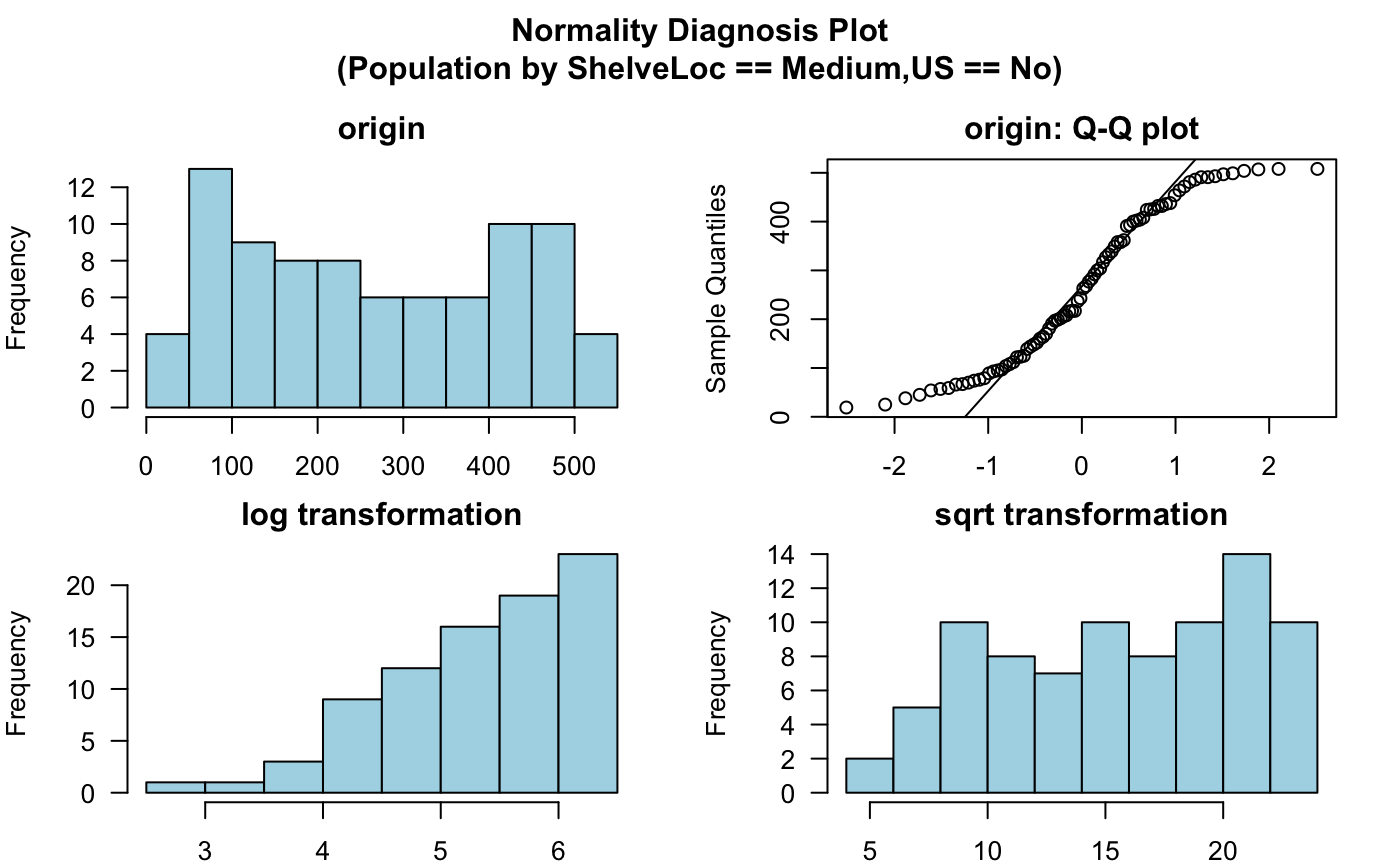 Normality Diagnosis Plot
(Population by ShelveLoc == Medium,US == No)
origin
Frequency
12
10
8
6
4
2
0
0 100 200 300 400 500
origin: Q-Q plot
Sample Quantiles
400
200
0
-2 -1 0 1 2
log transformation
Frequency
20
15
10
5
0
3 4 5 6
sqrt transformation
Frequency
14
12
10
8
6
4
2
0
5 10 15 20